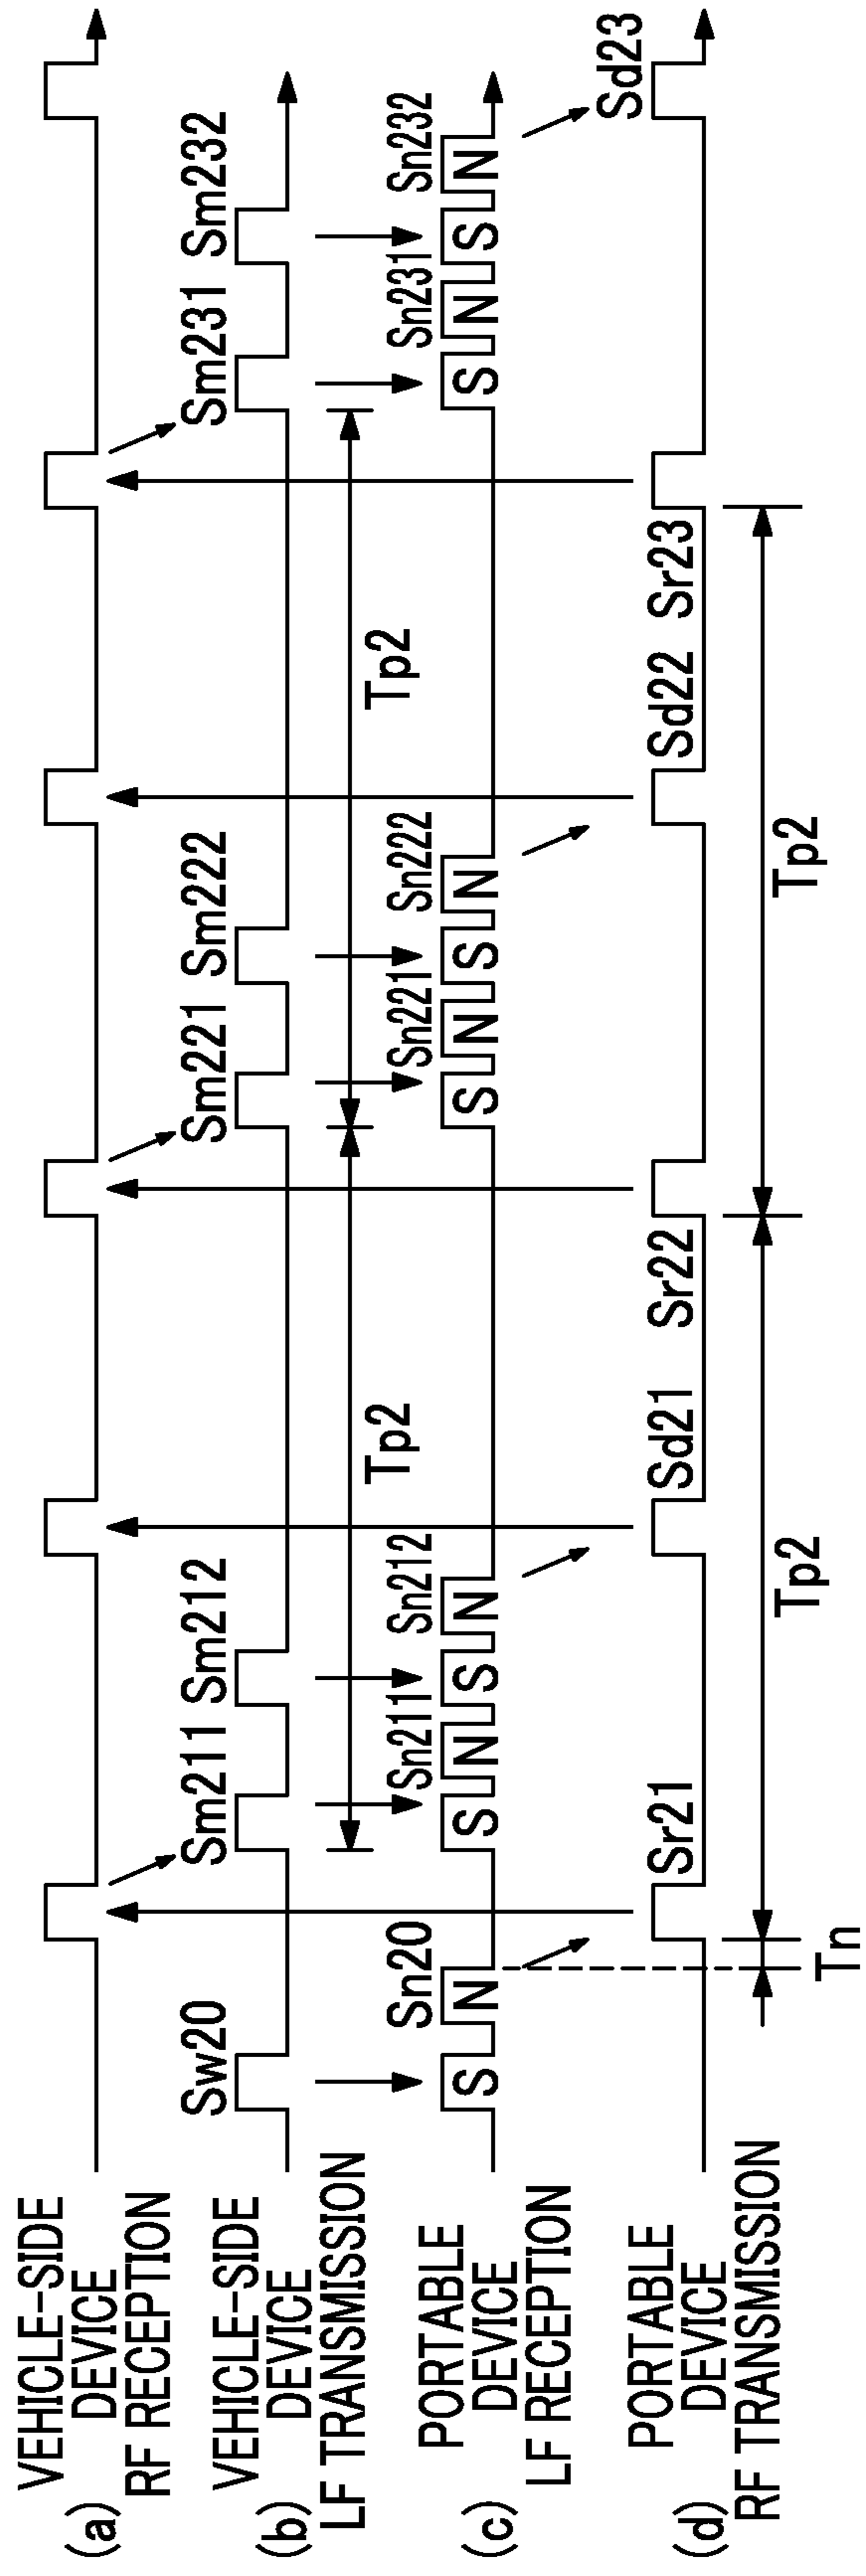 (a) VEHICLE-SIDE
DEVICE
RF RECEPTION
(b) VEHICLE-SIDE
DEVICE
LF TRANSMISSION
Sw20
Sm211
Sm212
Sm221
Sm222
Sm231
Sm232
Tp2
Tp2
(c) PORTABLE
DEVICE
LF RECEPTION
Sn20
Sn211
Sn212
Sn221
Sn222
Sn231
Sn232
S
N
S
N
S
N
S
N
S
N
S
N
S
N
(d) PORTABLE
DEVICE
RF TRANSMISSION
Sr21
Sd21
Sr22
Sd22
Sr23
Sd23
Tn
Tp2
Tp2